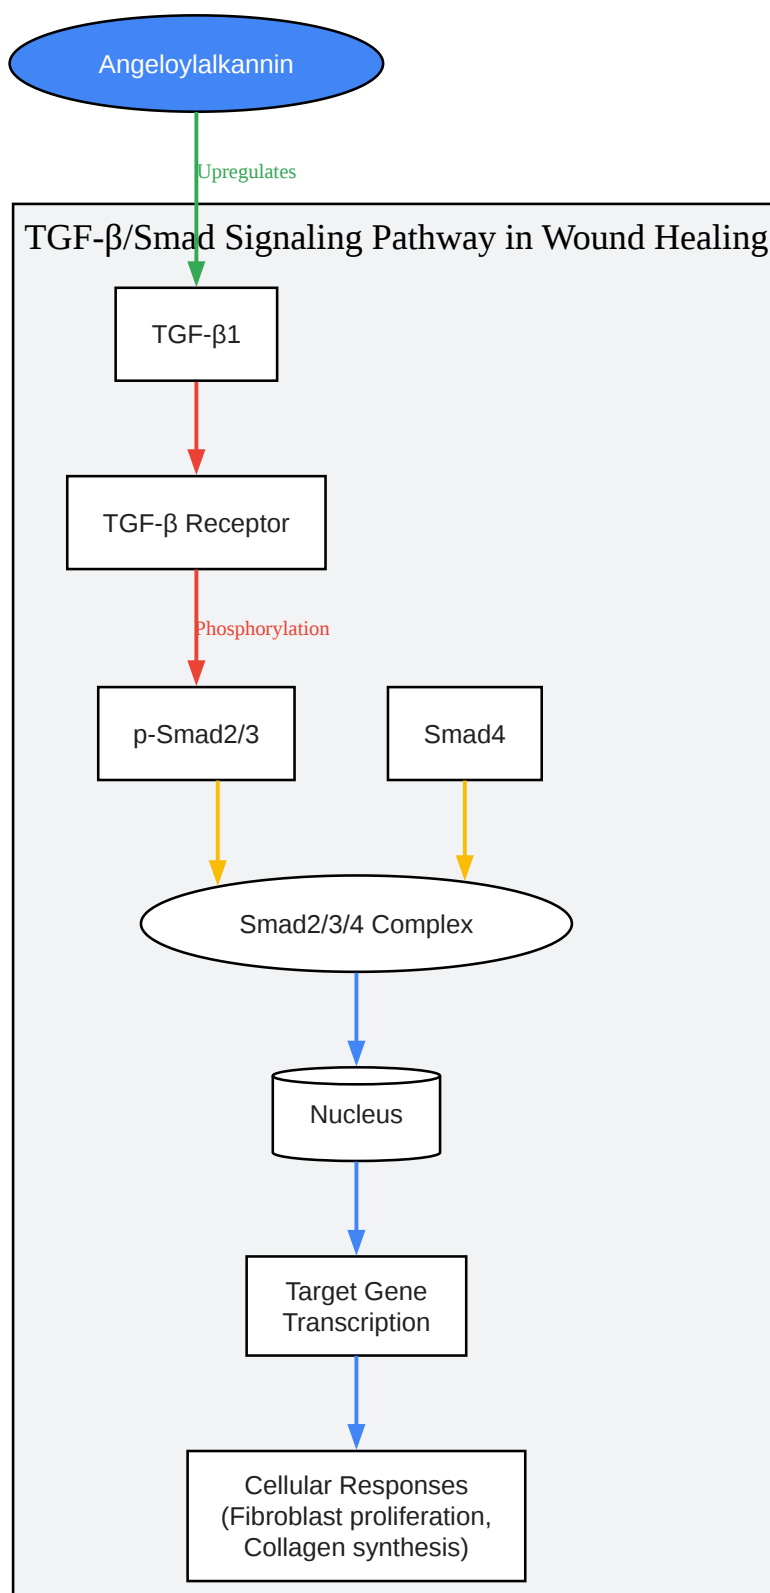 Angeloylalkannin
Upregulates
TGF-β/Smad Signaling Pathway in Wound Healing
TGF-β1
TGF-β Receptor
Phosphorylation
p-Smad2/3
Smad4
Smad2/3/4 Complex
Nucleus
Target Gene
Transcription
Cellular Responses
(Fibroblast proliferation,
Collagen synthesis)